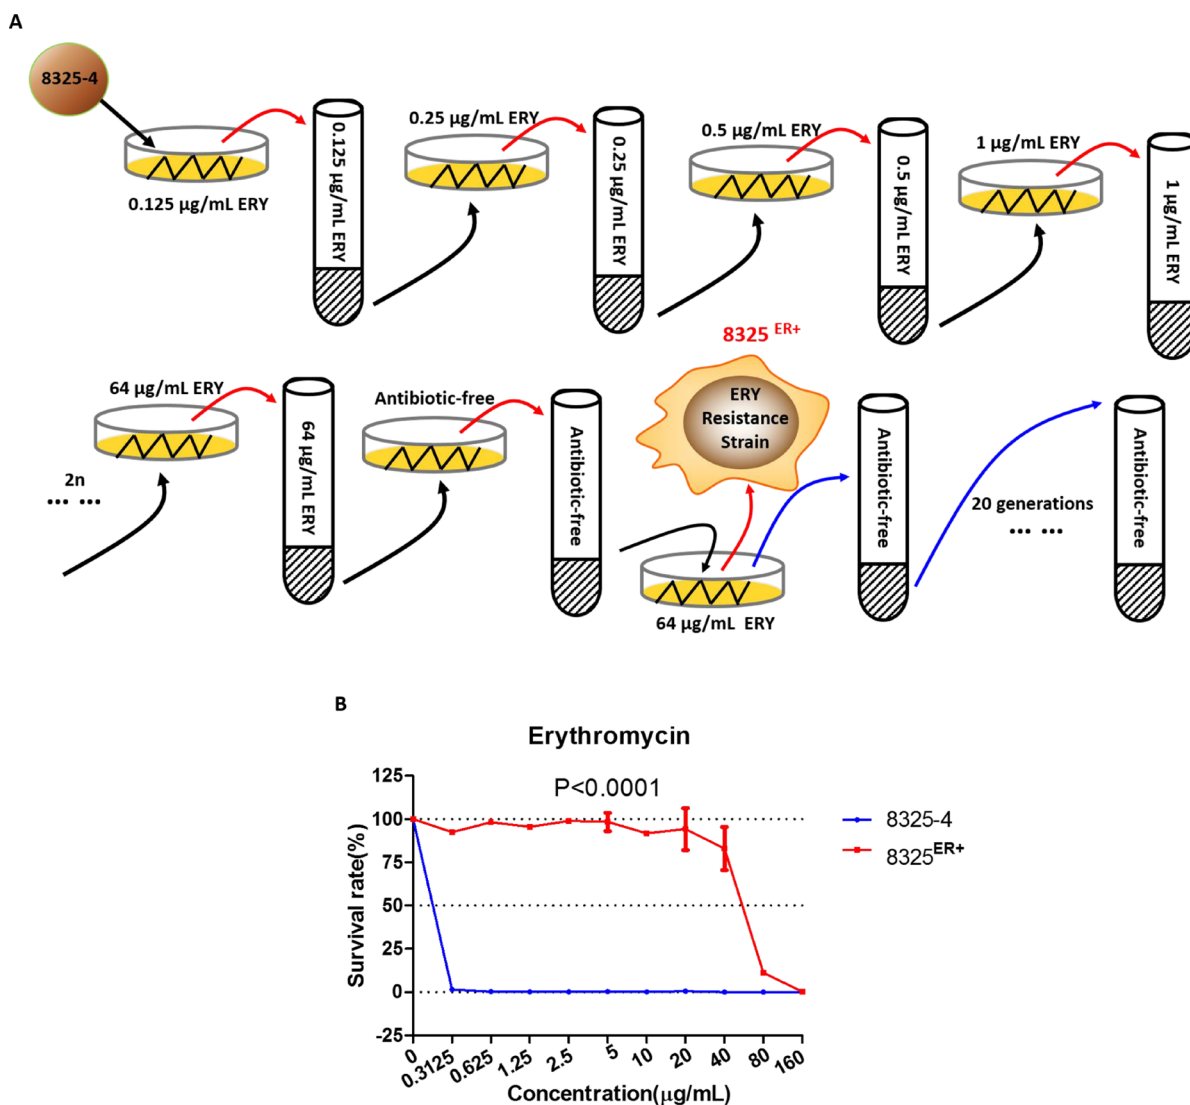 A
8325-4
0.125 µg/mL ERY
0.125 µg/mL ERY
0.25 µg/mL ERY
0.25 µg/mL ERY
0.5 µg/mL ERY
0.5 µg/mL ERY
1 µg/mL ERY
1 µg/mL ERY
2n
... ...
64 µg/mL ERY
64 µg/mL ERY
Antibiotic-free
Antibiotic-free
8325 ER+
ERY
Resistance
Strain
64 µg/mL ERY
Antibiotic-free
20 generations
... ...
Antibiotic-free
B
Erythromycin
P<0.0001
Survival rate(%)
125
100
75
50
25
0
-25
0
0.3125
0.625
1.25
2.5
5
10
20
40
80
160
Concentration(µg/mL)
8325-4
8325ER+